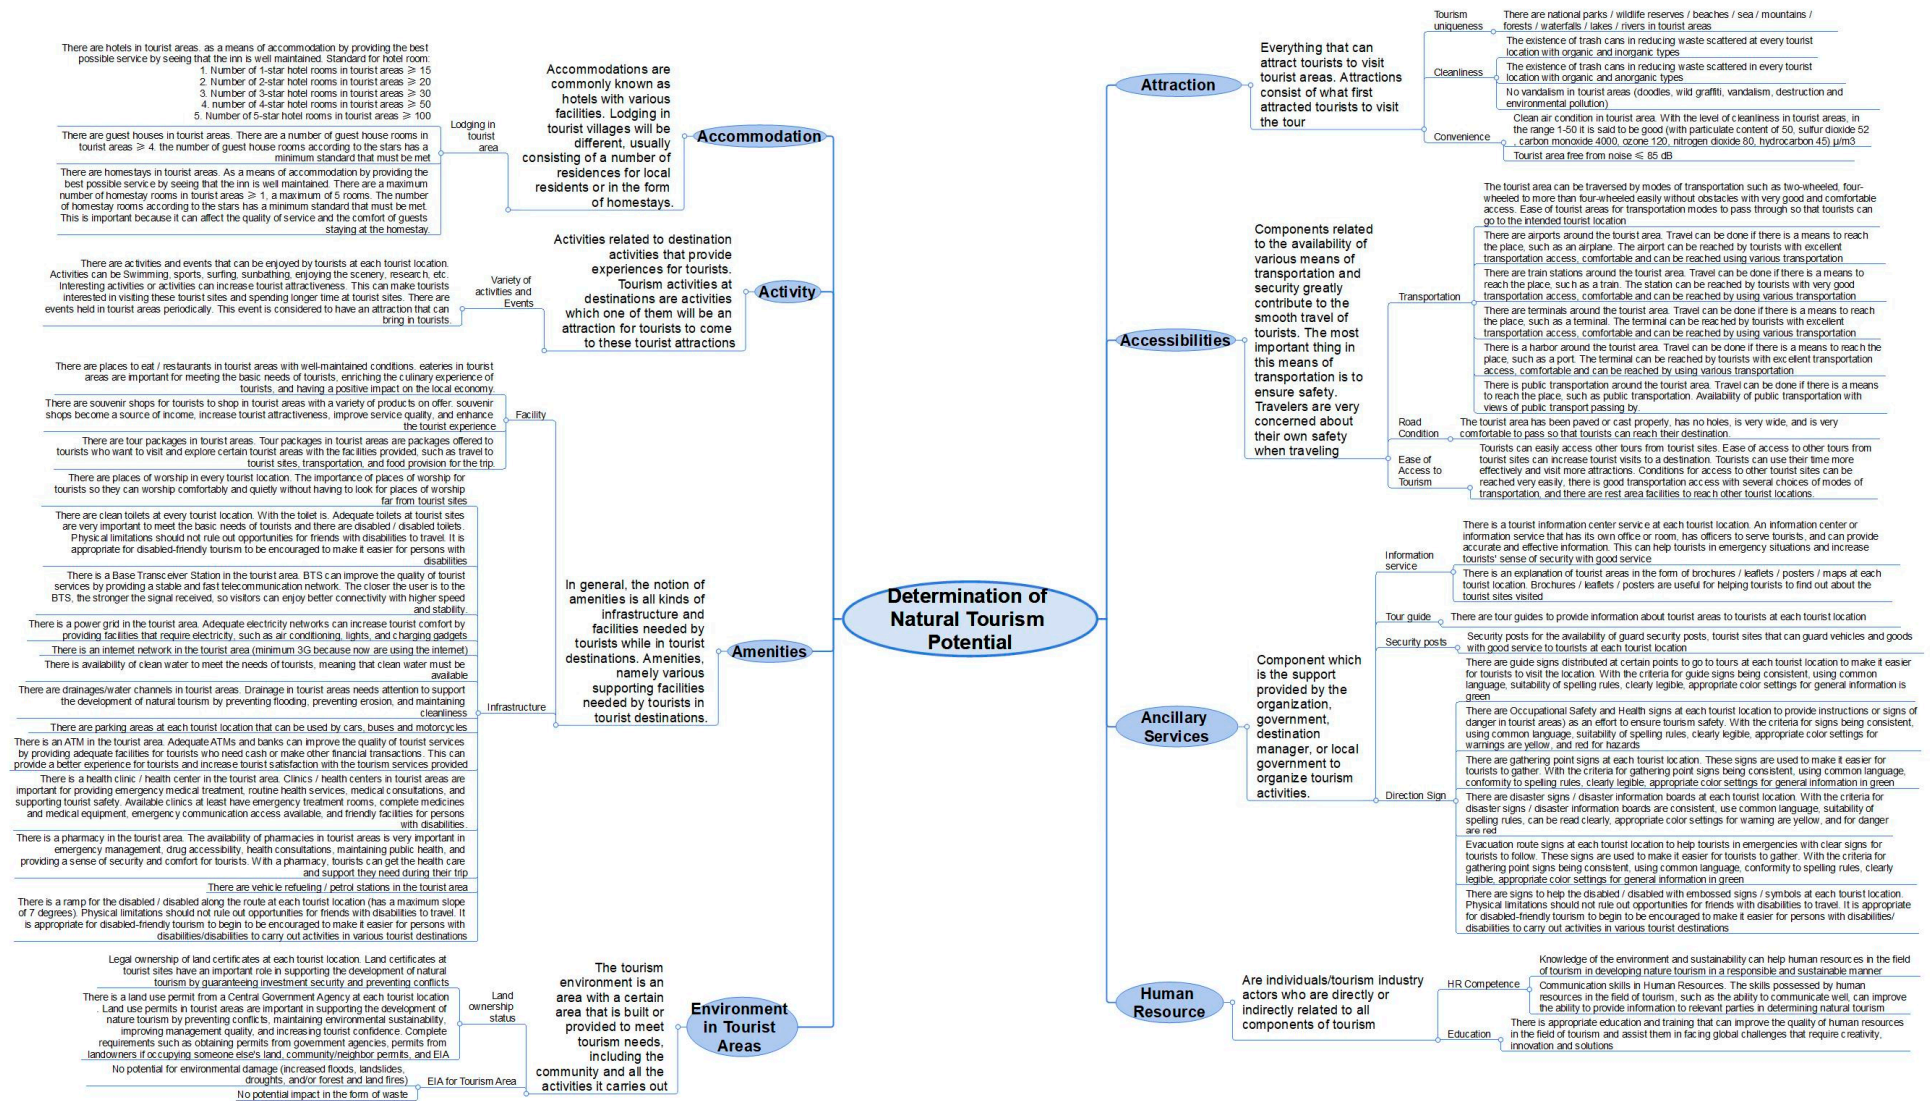 Determination of
Natural Tourism
Potential
Accommodation
Accommodations are
commonly known as
hotels with various
facilities. Lodging in
tourist villages will be
different, usually
consisting of a number of
residences for local
residents or in the form
of homestays.
Lodging in
tourist
area
There are hotels in tourist areas. as a means of accommodation by providing the best
possible service by seeing that the inn is well maintained. Standard for hotel room:
1. Number of 1-star hotel rooms in tourist areas ⩾ 15
2. Number of 2-star hotel rooms in tourist areas ⩾ 20
3. Number of 3-star hotel rooms in tourist areas ⩾ 30
4. number of 4-star hotel rooms in tourist areas ⩾ 50
5. Number of 5-star hotel rooms in tourist areas ⩾ 100
There are guest houses in tourist areas. There are a number of guest house rooms in
tourist areas ⩾ 4. the number of guest house rooms according to the stars has a
minimum standard that must be met
There are homestays in tourist areas. As a means of accommodation by providing the
best possible service by seeing that the inn is well maintained. There are a maximum
number of homestay rooms in tourist areas ⩾ 1, a maximum of 5 rooms. The number
of homestay rooms according to the stars has a minimum standard that must be met.
This is important because it can affect the quality of service and the comfort of guests
staying at the homestay.
Activity
Activities related to destination
activities that provide
experiences for tourists.
Tourism activities at
destinations are activities
which one of them will be an
attraction for tourists to come
to these tourist attractions
Variety of
activities and
Events
There are activities and events that can be enjoyed by tourists at each tourist location.
Activities can be Swimming, sports, surfing, sunbathing, enjoying the scenery, research, etc.
Interesting activities or activities can increase tourist attractiveness. This can make tourists
interested in visiting these tourist sites and spending longer time at tourist sites. There are
events held in tourist areas periodically. This event is considered to have an attraction that can
bring in tourists.
Amenities
In general, the notion of
amenities is all kinds of
infrastructure and
facilities needed by
tourists while in tourist
destinations. Amenities,
namely various
supporting facilities
needed by tourists in
tourist destinations.
Facility
There are places to eat / restaurants in tourist areas with well-maintained conditions. eateries in tourist
areas are important for meeting the basic needs of tourists, enriching the culinary experience of
tourists, and having a positive impact on the local economy.
There are souvenir shops for tourists to shop in tourist areas with a variety of products on offer. souvenir
shops become a source of income, increase tourist attractiveness, improve service quality, and enhance
the tourist experience
There are tour packages in tourist areas. Tour packages in tourist areas are packages offered to
tourists who want to visit and explore certain tourist areas with the facilities provided, such as travel to
tourist sites, transportation, and food provision for the trip.
Infrastructure
There are places of worship in every tourist location. The importance of places of worship for
tourists so they can worship comfortably and quietly without having to look for places of worship
far from tourist sites
There are clean toilets at every tourist location. With the toilet is. Adequate toilets at tourist sites
are very important to meet the basic needs of tourists and there are disabled / disabled toilets.
Physical limitations should not rule out opportunities for friends with disabilities to travel. It is
appropriate for disabled-friendly tourism to be encouraged to make it easier for persons with
disabilities
There is a Base Transceiver Station in the tourist area. BTS can improve the quality of tourist
services by providing a stable and fast telecommunication network. The closer the user is to the
BTS, the stronger the signal received, so visitors can enjoy better connectivity with higher speed
and stability.
There is a power grid in the tourist area. Adequate electricity networks can increase tourist comfort by
providing facilities that require electricity, such as air conditioning, lights, and charging gadgets
There is an internet network in the tourist area (minimum 3G because now are using the internet)
There is availability of clean water to meet the needs of tourists, meaning that clean water must be
available
There are drainages/water channels in tourist areas. Drainage in tourist areas needs attention to support
the development of natural tourism by preventing flooding, preventing erosion, and maintaining
cleanliness
There are parking areas at each tourist location that can be used by cars, buses and motorcycles
There is an ATM in the tourist area. Adequate ATMs and banks can improve the quality of tourist services
by providing adequate facilities for tourists who need cash or make other financial transactions. This can
provide a better experience for tourists and increase tourist satisfaction with the tourism services provided
There is a health clinic / health center in the tourist area. Clinics / health centers in tourist areas are
important for providing emergency medical treatment, routine health services, medical consultations, and
supporting tourist safety. Available clinics at least have emergency treatment rooms, complete medicines
and medical equipment, emergency communication access available, and friendly facilities for persons
with disabilities.
There is a pharmacy in the tourist area. The availability of pharmacies in tourist areas is very important in
emergency management, drug accessibility, health consultations, maintaining public health, and
providing a sense of security and comfort for tourists. With a pharmacy, tourists can get the health care
and support they need during their trip
There are vehicle refueling / petrol stations in the tourist area
There is a ramp for the disabled / disabled along the route at each tourist location (has a maximum slope
of 7 degrees). Physical limitations should not rule out opportunities for friends with disabilities to travel. It
is appropriate for disabled-friendly tourism to begin to be encouraged to make it easier for persons with
disabilities/disabilities to carry out activities in various tourist destinations
Environment
in Tourist
Areas
The tourism
environment is an
area with a certain
area that is built or
provided to meet
tourism needs,
including the
community and all the
activities it carries out
Land
ownership
status
Legal ownership of land certificates at each tourist location. Land certificates at
tourist sites have an important role in supporting the development of natural
tourism by guaranteeing investment security and preventing conflicts
There is a land use permit from a Central Government Agency at each tourist location
. Land use permits in tourist areas are important in supporting the development of
nature tourism by preventing conflicts, maintaining environmental sustainability,
improving management quality, and increasing tourist confidence. Complete
requirements such as obtaining permits from government agencies, permits from
landowners if occupying someone else's land, community/neighbor permits, and EIA
EIA for Tourism Area
No potential for environmental damage (increased floods, landslides,
droughts, and/or forest and land fires)
No potential impact in the form of waste
Attraction
Everything that can
attract tourists to visit
tourist areas. Attractions
consist of what first
attracted tourists to visit
the tour
Tourism
uniqueness
There are national parks / wildlife reserves / beaches / sea / mountains /
forests / waterfalls / lakes / rivers in tourist areas
Cleanliness
The existence of trash cans in reducing waste scattered at every tourist
location with organic and inorganic types
The existence of trash cans in reducing waste scattered in every tourist
location with organic and anorganic types
No vandalism in tourist areas (doodles, wild graffiti, vandalism, destruction and
environmental pollution)
Convenience
Clean air condition in tourist area. With the level of cleanliness in tourist areas, in
the range 1-50 it is said to be good (with particulate content of 50, sulfur dioxide 52
, carbon monoxide 4000, ozone 120, nitrogen dioxide 80, hydrocarbon 45) μ/m3
Tourist area free from noise ⩽ 85 dB
Accessibilities
Components related
to the availability of
various means of
transportation and
security greatly
contribute to the
smooth travel of
tourists. The most
important thing in
this means of
transportation is to
ensure safety.
Travelers are very
concerned about
their own safety
when traveling
Transportation
The tourist area can be traversed by modes of transportation such as two-wheeled, four-
wheeled to more than four-wheeled easily without obstacles with very good and comfortable
access. Ease of tourist areas for transportation modes to pass through so that tourists can
go to the intended tourist location
There are airports around the tourist area. Travel can be done if there is a means to reach
the place, such as an airplane. The airport can be reached by tourists with excellent
transportation access, comfortable and can be reached using various transportation
There are train stations around the tourist area. Travel can be done if there is a means to
reach the place, such as a train. The station can be reached by tourists with very good
transportation access, comfortable and can be reached by using various transportation
There are terminals around the tourist area. Travel can be done if there is a means to reach
the place, such as a terminal. The terminal can be reached by tourists with excellent
transportation access, comfortable and can be reached by using various transportation
There is a harbor around the tourist area. Travel can be done if there is a means to reach the
place, such as a port. The terminal can be reached by tourists with excellent transportation
access, comfortable and can be reached by using various transportation
There is public transportation around the tourist area. Travel can be done if there is a means
to reach the place, such as public transportation. Availability of public transportation with
views of public transport passing by.
Road
Condition
The tourist area has been paved or cast properly, has no holes, is very wide, and is very
comfortable to pass so that tourists can reach their destination.
Ease of
Access to
Tourism
Tourists can easily access other tours from tourist sites. Ease of access to other tours from
tourist sites can increase tourist visits to a destination. Tourists can use their time more
effectively and visit more attractions. Conditions for access to other tourist sites can be
reached very easily, there is good transportation access with several choices of modes of
transportation, and there are rest area facilities to reach other tourist locations.
Ancillary
Services
Component which
is the support
provided by the
organization,
government,
destination
manager, or local
government to
organize tourism
activities.
Information
service
There is a tourist information center service at each tourist location. An information center or
information service that has its own office or room, has officers to serve tourists, and can provide
accurate and effective information. This can help tourists in emergency situations and increase
tourists' sense of security with good service
There is an explanation of tourist areas in the form of brochures / leaflets / posters / maps at each
tourist location. Brochures / leaflets / posters are useful for helping tourists to find out about the
tourist sites visited
Tour guide
There are tour guides to provide information about tourist areas to tourists at each tourist location
Security posts
Security posts for the availability of guard security posts, tourist sites that can guard vehicles and goods
with good service to tourists at each tourist location
Direction Sign
There are guide signs distributed at certain points to go to tours at each tourist location to make it easier
for tourists to visit the location. With the criteria for guide signs being consistent, using common
language, suitability of spelling rules, clearly legible, appropriate color settings for general information is
green
There are Occupational Safety and Health signs at each tourist location to provide instructions or signs of
danger in tourist areas) as an effort to ensure tourism safety. With the criteria for signs being consistent,
using common language, suitability of spelling rules, clearly legible, appropriate color settings for
warnings are yellow, and red for hazards
There are gathering point signs at each tourist location. These signs are used to make it easier for
tourists to gather. With the criteria for gathering point signs being consistent, using common language,
conformity to spelling rules, clearly legible, appropriate color settings for general information in green
There are disaster signs / disaster information boards at each tourist location. With the criteria for
disaster signs / disaster information boards are consistent, use common language, suitability of
spelling rules, can be read clearly, appropriate color settings for warning are yellow, and for danger
are red
Evacuation route signs at each tourist location to help tourists in emergencies with clear signs for
tourists to follow. These signs are used to make it easier for tourists to gather. With the criteria for
gathering point signs being consistent, using common language, conformity to spelling rules, clearly
legible, appropriate color settings for general information in green
There are signs to help the disabled / disabled with embossed signs / symbols at each tourist location.
Physical limitations should not rule out opportunities for friends with disabilities to travel. It is appropriate
for disabled-friendly tourism to begin to be encouraged to make it easier for persons with disabilities/
disabilities to carry out activities in various tourist destinations
Human
Resource
Are individuals/tourism industry
actors who are directly or
indirectly related to all
components of tourism
HR Competence
Knowledge of the environment and sustainability can help human resources in the field
of tourism in developing nature tourism in a responsible and sustainable manner
Communication skills in Human Resources. The skills possessed by human
resources in the field of tourism, such as the ability to communicate well, can improve
the ability to provide information to relevant parties in determining natural tourism
Education
There is appropriate education and training that can improve the quality of human resources
in the field of tourism and assist them in facing global challenges that require creativity,
innovation and solutions